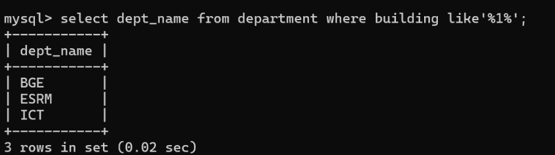 mysql> select dept_name from department where building like'%1%';
+-----------+
| dept_name |
+-----------+
| BGE       |
| ESRM      |
| ICT       |
+-----------+
3 rows in set (0.02 sec)